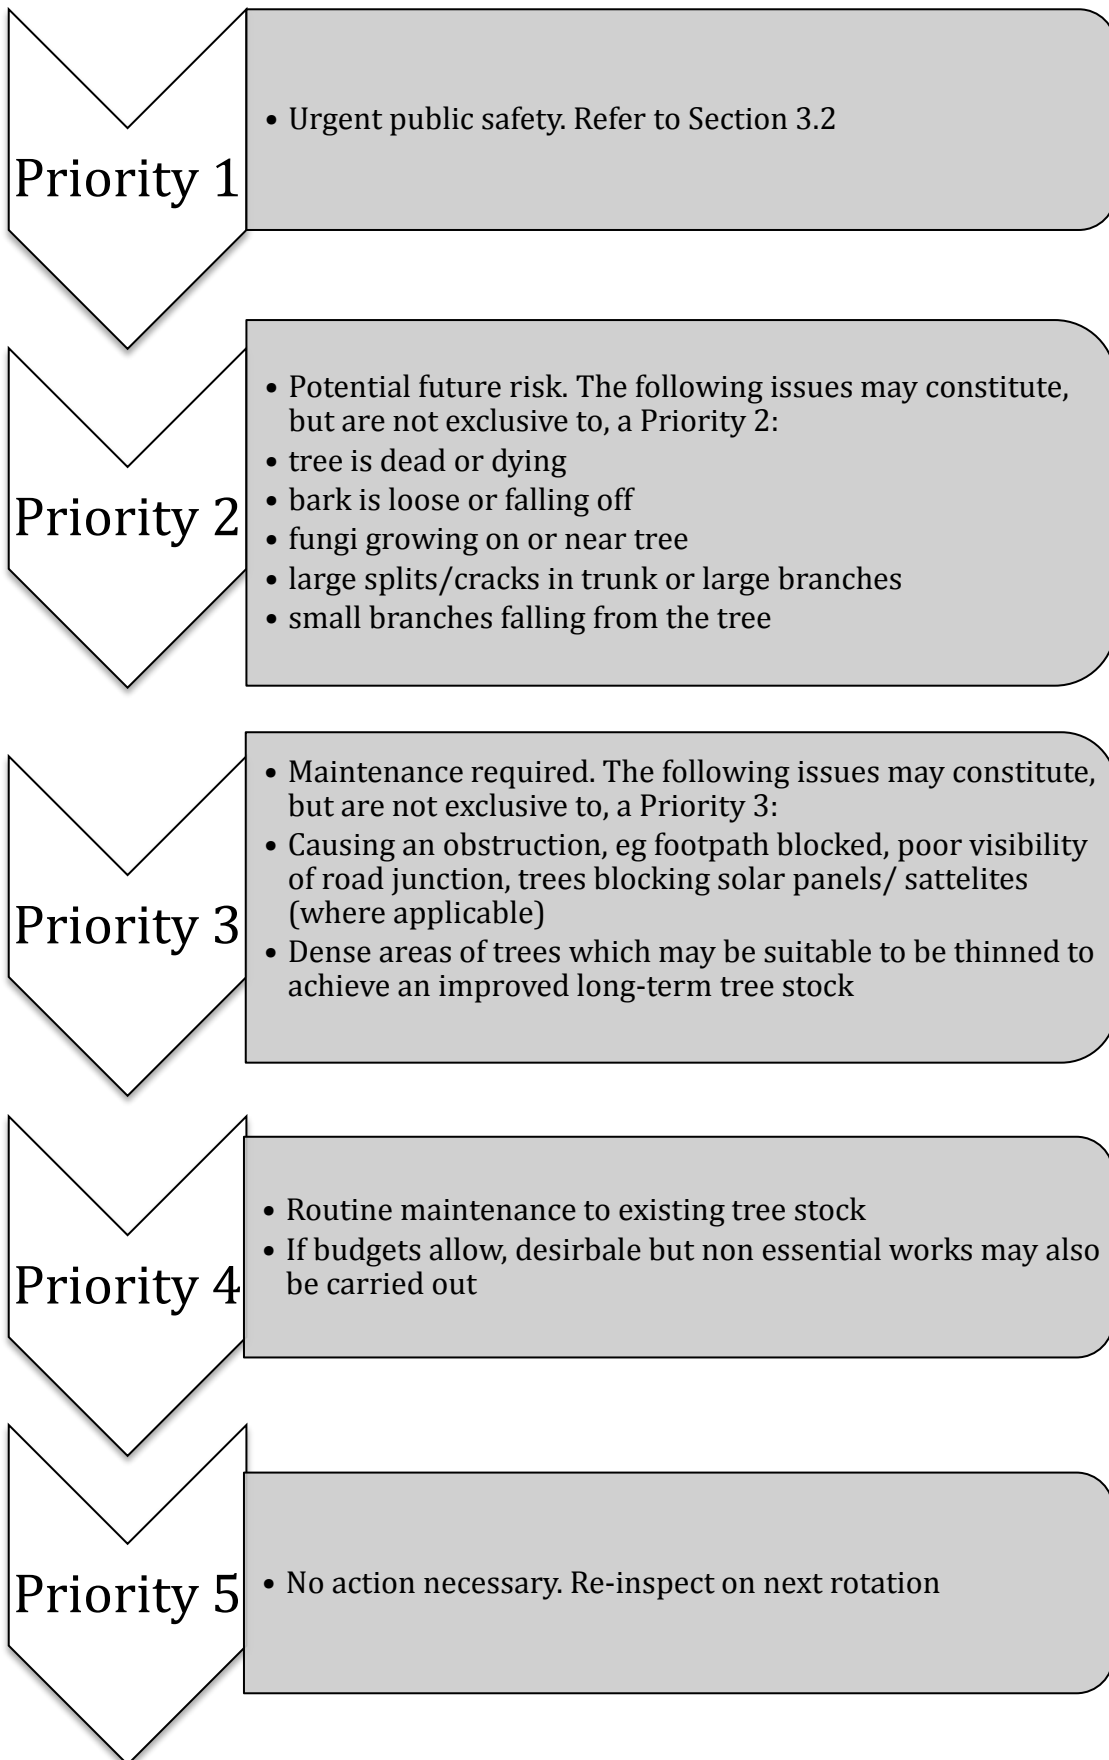 Priority 1
• Urgent public safety. Refer to Section 3.2
Priority 2
• Potential future risk. The following issues may constitute,
but are not exclusive to, a Priority 2:
• tree is dead or dying
• bark is loose or falling off
• fungi growing on or near tree
• large splits/cracks in trunk or large branches
• small branches falling from the tree
Priority 3
• Maintenance required. The following issues may constitute,
but are not exclusive to, a Priority 3:
• Causing an obstruction, eg footpath blocked, poor visibility
of road junction, trees blocking solar panels/ sattelites
(where applicable)
• Dense areas of trees which may be suitable to be thinned to
achieve an improved long-term tree stock
Priority 4
• Routine maintenance to existing tree stock
• If budgets allow, desirbale but non essential works may also
be carried out
Priority 5
• No action necessary. Re-inspect on next rotation